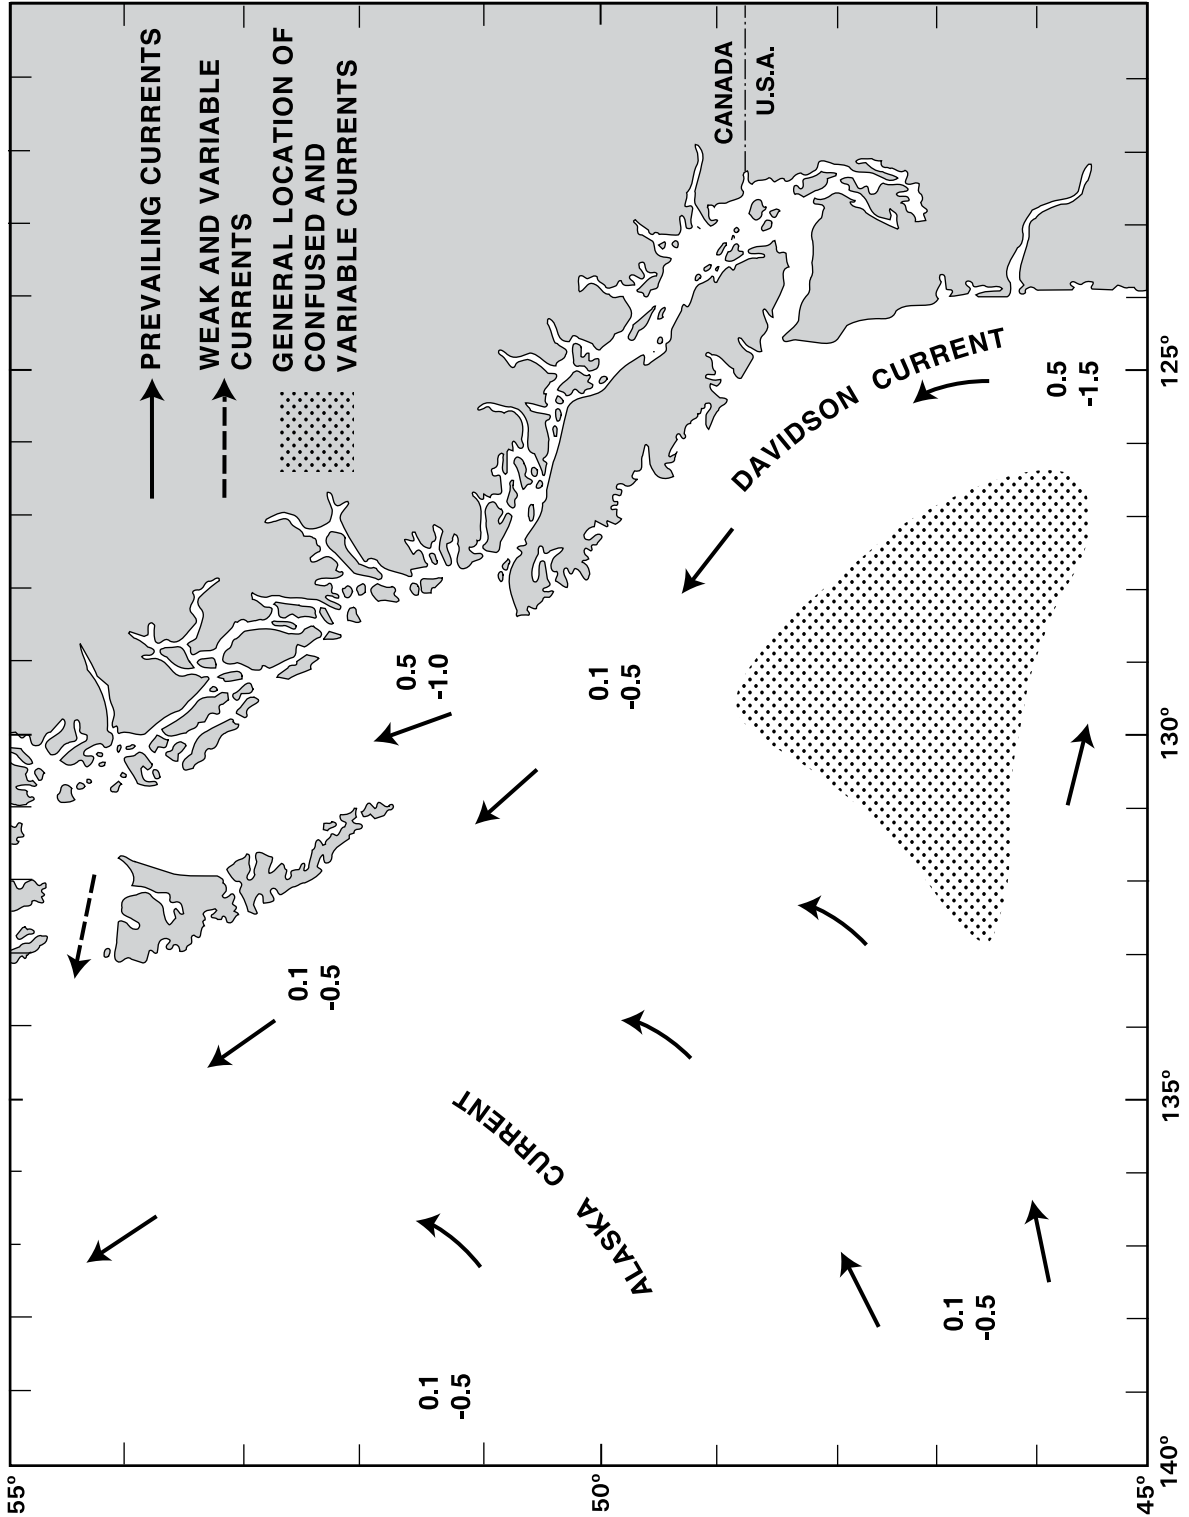 PREVAILING CURRENTS
WEAK AND VARIABLE
CURRENTS
GENERAL LOCATION OF
CONFUSED AND
VARIABLE CURRENTS
CANADA
U.S.A.
0.5
-1.0
0.1
-0.5
DAVIDSON CURRENT
0.5
-1.5
0.1
-0.5
ALASKA CURRENT
0.1
-0.5
0.1
-0.5
55°
50°
45°
140°
135°
130°
125°